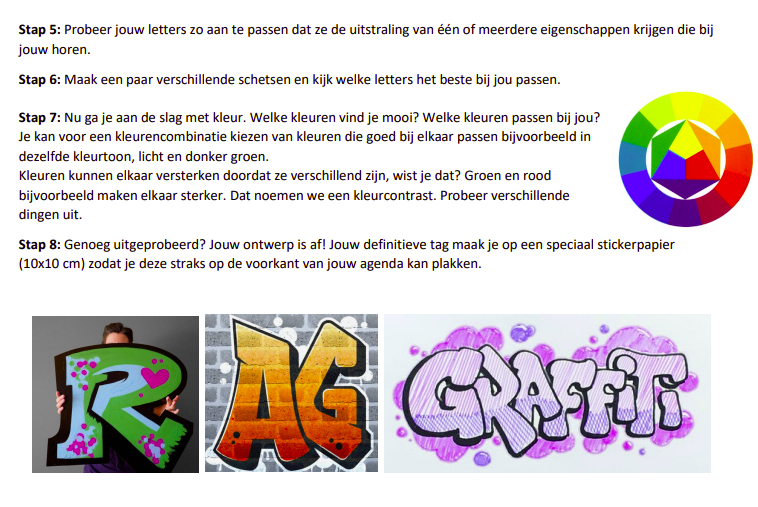 Stap 5: Probeer jouw letters zo aan te passen dat ze de uitstraling van één of meerdere eigenschappen krijgen die bij
jouw horen.
Stap 6: Maak een paar verschillende schetsen en kijk welke letters het beste bij jou passen.
Stap 7: Nu ga je aan de slag met kleur. Welke kleuren vind je mooi? Welke kleuren passen bij jou?
Je kan voor een kleurencombinatie kiezen van kleuren die goed bij elkaar passen bijvoorbeeld in
dezelfde kleurtoon, licht en donker groen.
Kleuren kunnen elkaar versterken doordat ze verschillend zijn, wist je dat? Groen en rood
bijvoorbeeld maken elkaar sterker. Dat noemen we een kleurcontrast. Probeer verschillende
dingen uit.
Stap 8: Genoeg uitgeprobeerd? Jouw ontwerp is af! Jouw definitieve tag maak je op een speciaal stickerpapier
(10x10 cm) zodat je deze straks op de voorkant van jouw agenda kan plakken.
R
AG
GRAFFiTi